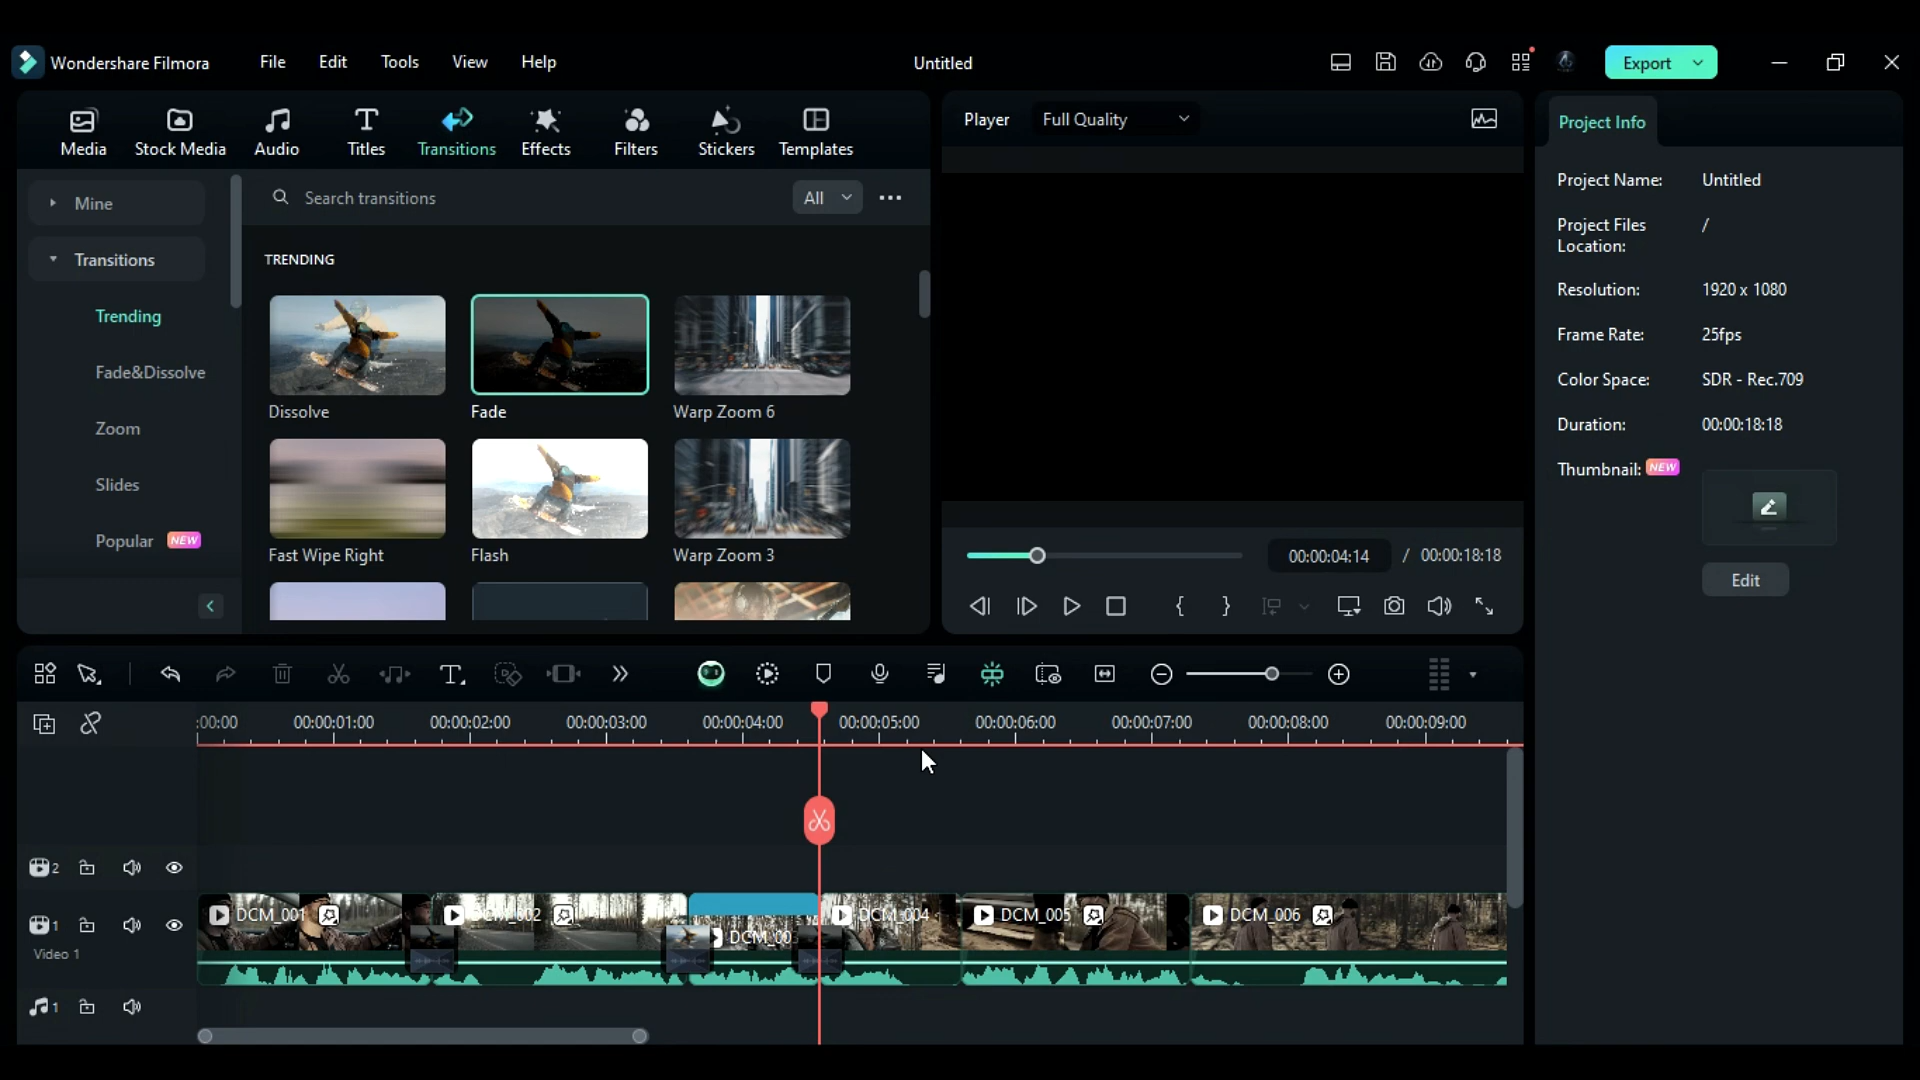 Wondershare Filmora
File
Edit
Tools
View
Help
Untitled
Export
Media
Stock Media
Audio
Titles
Transitions
Effects
Filters
Stickers
Templates
Mine
Transitions
Trending
Fade&Dissolve
Zoom
Slides
Popular NEW
Search transitions
All
TRENDING
Dissolve
Fade
Warp Zoom 6
Fast Wipe Right
Flash
Warp Zoom 3
Player
Full Quality
00:00:04:14 / 00:00:18:18
Project Info
Project Name: Untitled
Project Files /
Location:
Resolution: 1920 x 1080
Frame Rate: 25fps
Color Space: SDR - Rec.709
Duration: 00:00:18:18
Thumbnail: NEW
Edit
:00:00 00:00:01:00 00:00:02:00 00:00:03:00 00:00:04:00 00:00:05:00 00:00:06:00 00:00:07:00 00:00:08:00 00:00:09:00
2
DCM_001
DCM_002
DCM_00
DCM_004
DCM_005
DCM_006
1
Video 1
1